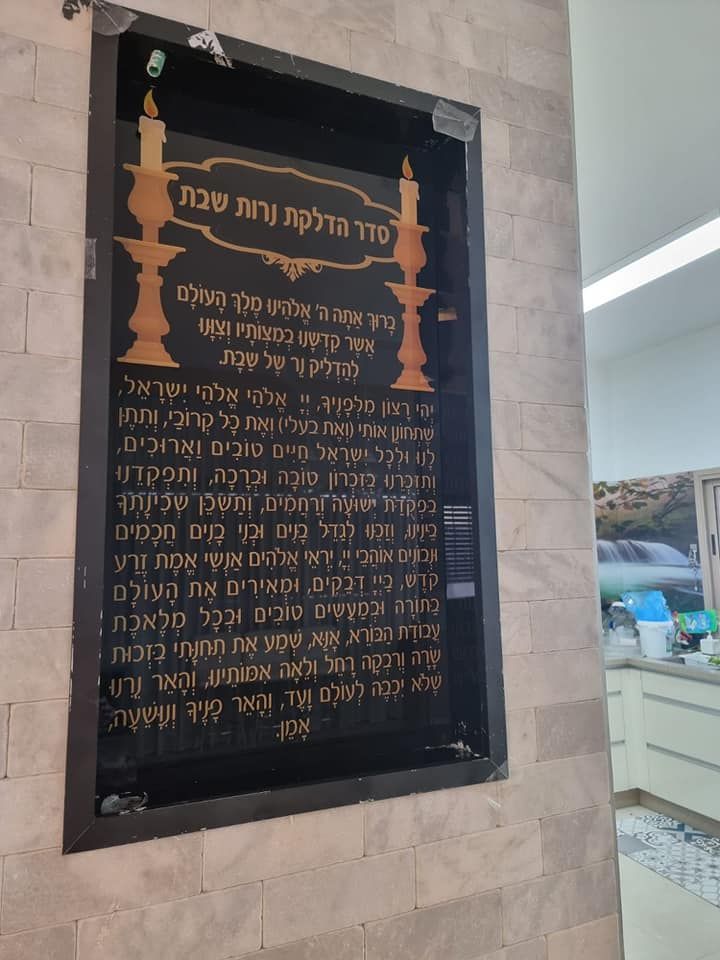 סדר הדלקת נרות שבת
בָּרוּךְ אַתָּה ה' אֱלֹהֵינוּ מֶלֶךְ הָעוֹלָם
אֲשֶׁר קִדְּשָׁנוּ בְּמִצְוֹתָיו וְצִוָּנוּ
לְהַדְלִיק נֵר שֶׁל שַׁבָּת.
יְהִי רָצוֹן מִלְּפָנֶיךָ, יְיָ אֱלֹהַי אֱלֹהֵי יִשְׂרָאֵל,
שֶׁתְּחוֹנֵן אוֹתִי (וְאֶת בעלי) וְאֶת כָּל קְרוֹבַי, וְתִתֵּן
לָנוּ וּלְכָל יִשְׂרָאֵל חַיִּים טוֹבִים וַאֲרוּכִים,
וְתִזְכְּרֵנוּ בְּזִכְרוֹן טוֹבָה וּבְרָכָה, וְתִפְקְדֵנוּ
בִּפְקֻדַּת יְשׁוּעָה וְרַחֲמִים, וְתַשְׁכֵּן שְׁכִינָתְךָ
בֵּינֵינוּ, וְזַכֵּנוּ לְגַדֵּל בָּנִים וּבְנֵי בָנִים חֲכָמִים
וּנְבוֹנִים אוֹהֲבֵי יְיָ, יִרְאֵי אֱלֹהִים אַנְשֵׁי אֱמֶת זֶרַע
קֹדֶשׁ, בַּיְיָ דְּבֵקִים, וּמְאִירִים אֶת הָעוֹלָם
בַּתּוֹרָה וּבְמַעֲשִׂים טוֹבִים וּבְכָל מְלֶאכֶת
עֲבוֹדַת הַבּוֹרֵא, אָנָּא, שְׁמַע אֶת תְּחִנָּתִי בִּזְכוּת
שָׂרָה וְרִבְקָה רָחֵל וְלֵאָה אִמּוֹתֵינוּ, וְהָאֵר נֵרֵנוּ
שֶׁלֹּא יִכְבֶּה לְעוֹלָם וָעֶד, וְהָאֵר פָּנֶיךָ וְנִוָּשֵׁעָה,
אָמֵן.